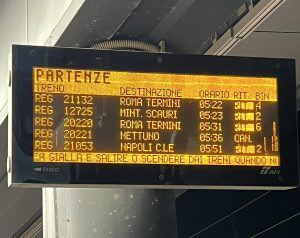 PARTENZE
TRENO DESTINAZIONE ORARIO RIT. BIN
REG 21132 ROMA TERMINI 05:22 4
REG 12725 MINT. SCAURI 05:23 2
REG 20220 ROMA TERMINI 05:31
REG 20221 NETTUNO 05:36 CAN.
REG 21053 NAPOLI C.LE 05:51 2
EA GIALLA E SALIRE O SCENDERE DAI TRENI QUANDO
SYSCO RFI